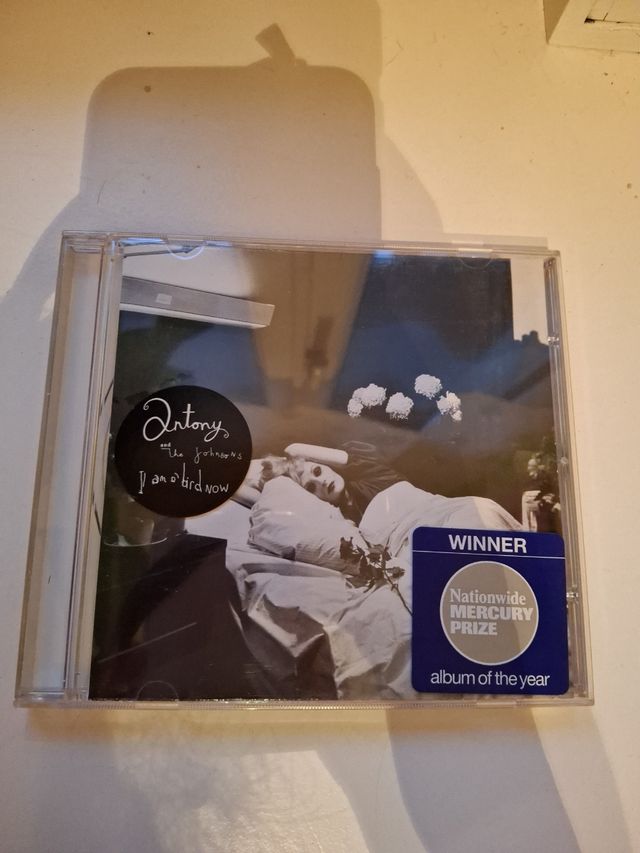 Antony
and
the Johnsons
I am a bird NOW
WINNER
Nationwide
MERCURY
PRIZE
album of the year